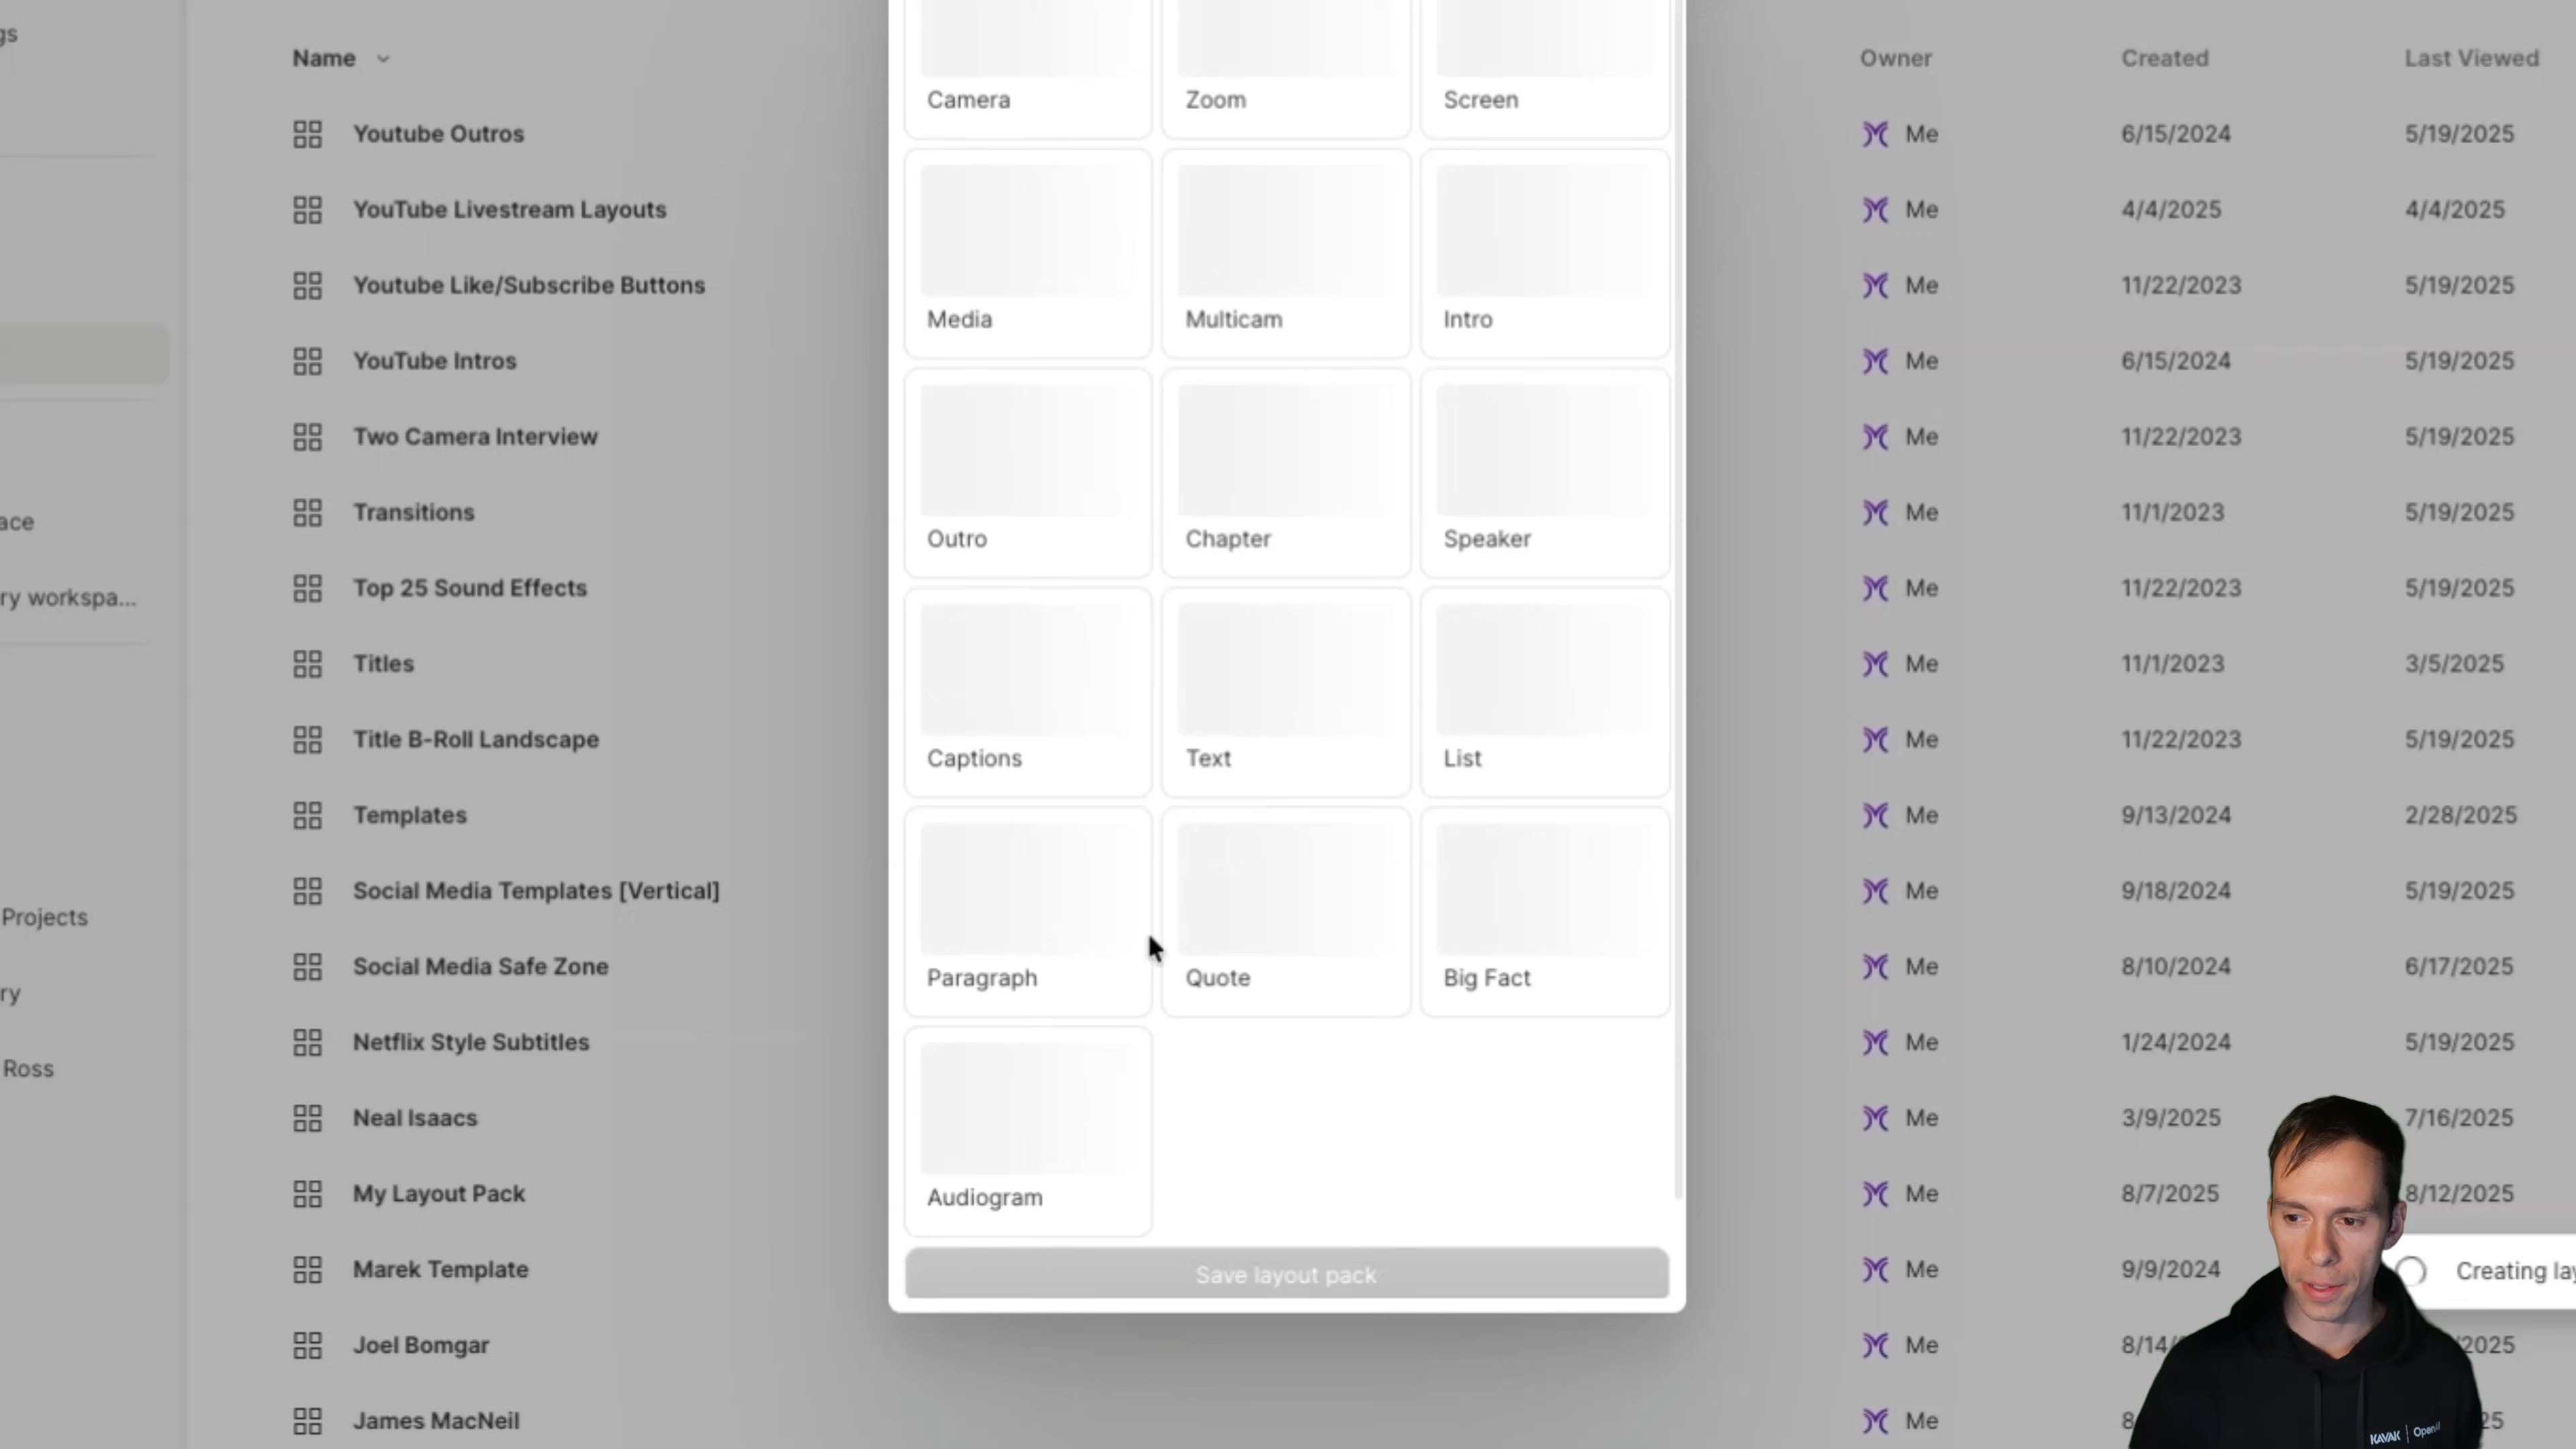 gs
ace
ry workspa...
Projects
ry
Ross
Name
Owner
Created
Last Viewed
Youtube Outros
Me
6/15/2024
5/19/2025
YouTube Livestream Layouts
Me
4/4/2025
4/4/2025
Youtube Like/Subscribe Buttons
Me
11/22/2023
5/19/2025
YouTube Intros
Me
6/15/2024
5/19/2025
Two Camera Interview
Me
11/22/2023
5/19/2025
Transitions
Me
11/1/2023
5/19/2025
Top 25 Sound Effects
Me
11/22/2023
5/19/2025
Titles
Me
11/1/2023
3/5/2025
Title B-Roll Landscape
Me
11/22/2023
5/19/2025
Templates
Me
9/13/2024
2/28/2025
Social Media Templates [Vertical]
Me
9/18/2024
5/19/2025
Social Media Safe Zone
Me
8/10/2024
6/17/2025
Netflix Style Subtitles
Me
1/24/2024
5/19/2025
Neal Isaacs
Me
3/9/2025
7/16/2025
My Layout Pack
Me
8/7/2025
8/12/2025
Marek Template
Me
9/9/2024
Joel Bomgar
Me
8/14/
2025
James MacNeil
Me
8
25
Camera
Zoom
Screen
Media
Multicam
Intro
Outro
Chapter
Speaker
Captions
Text
List
Paragraph
Quote
Big Fact
Audiogram
Save layout pack
Creating lay
KAVAK | OpenAI